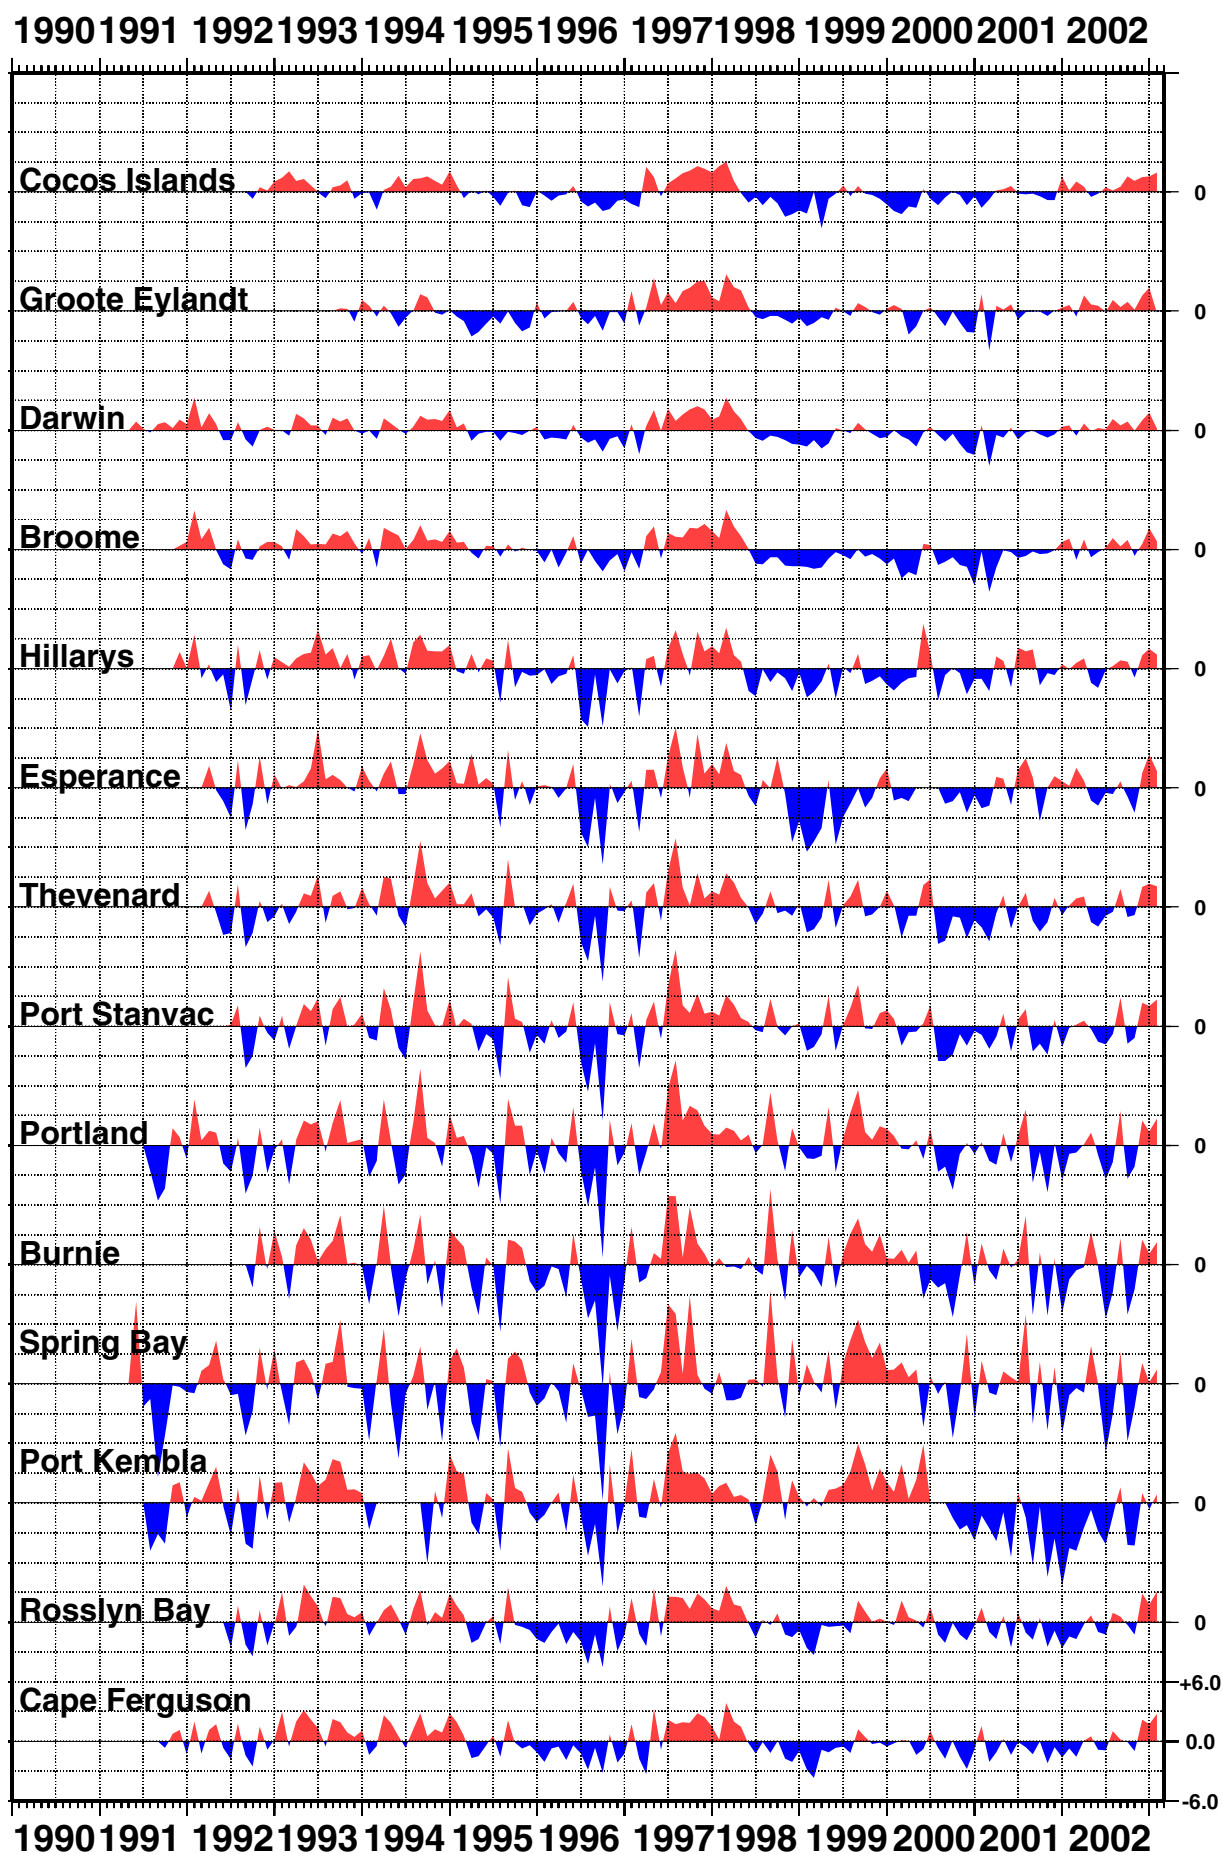 1990 1991 1992 1993 1994 1995 1996 1997 1998 1999 2000 2001 2002
Cocos Islands 0
Groote Eylandt 0
Darwin 0
Broome 0
Hillarys 0
Esperance 0
Thevenard 0
Port Stanvac 0
Portland 0
Burnie 0
Spring Bay 0
Port Kembla 0
Rosslyn Bay 0
+6.0
Cape Ferguson
0.0
-6.0
1990 1991 1992 1993 1994 1995 1996 1997 1998 1999 2000 2001 2002